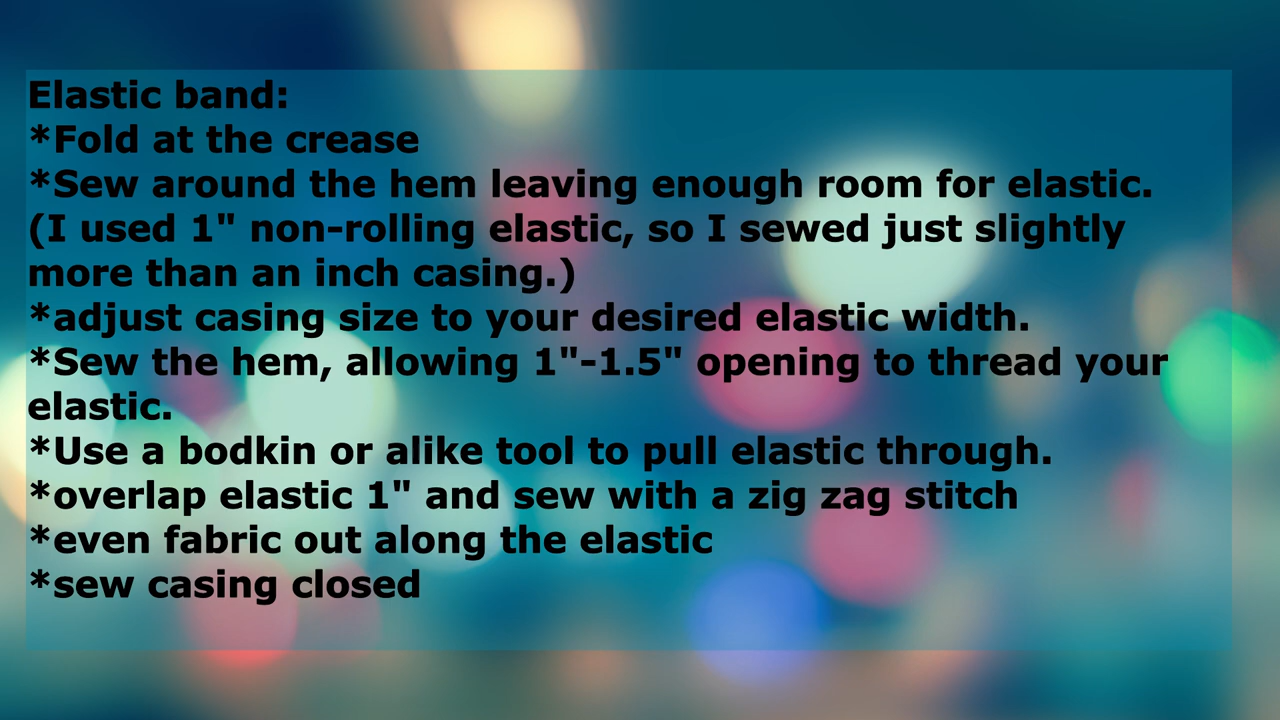 Elastic band:
*Fold at the crease
*Sew around the hem leaving enough room for elastic.
(I used 1" non-rolling elastic, so I sewed just slightly
more than an inch casing.)
*adjust casing size to your desired elastic width.
*Sew the hem, allowing 1"-1.5" opening to thread your
elastic.
*Use a bodkin or alike tool to pull elastic through.
*overlap elastic 1" and sew with a zig zag stitch
*even fabric out along the elastic
*sew casing closed